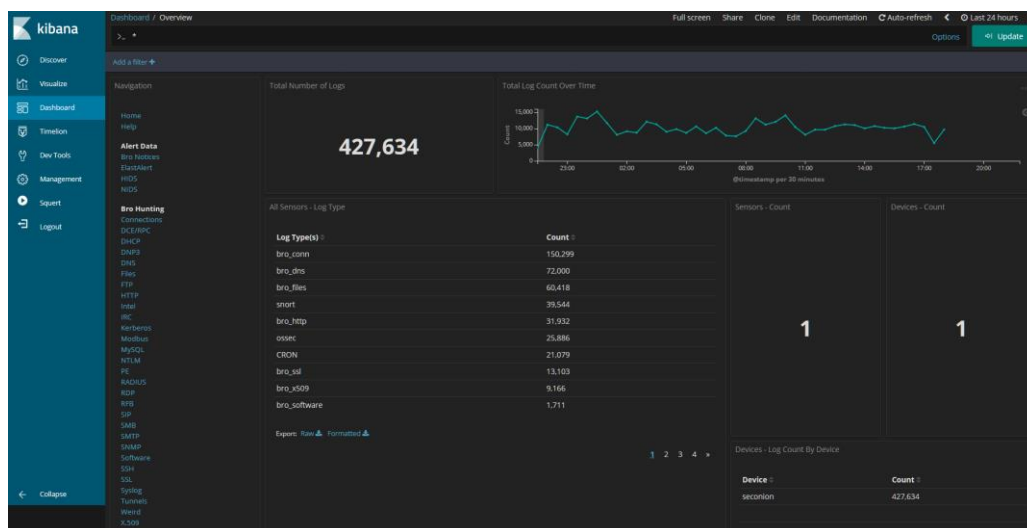 kibana
Discover
Visualize
Dashboard
Timelion
Dev Tools
Management
Squert
Logout
Collapse
Dashboard / Overview
Full screen Share Clone Edit Documentation Auto-refresh Last 24 hours
>_ *
Options Update
Add a filter +
Navigation
Home
Help
Alert Data
Bro Notices
ElastAlert
HIDS
NIDS
Bro Hunting
Connections
DCE/RPC
DHCP
DNP3
DNS
Files
FTP
HTTP
Intel
IRC
Kerberos
Modbus
MySQL
NTLM
PE
RADIUS
RDP
RFB
SIP
SMB
SMTP
SNMP
Software
SSH
SSL
Syslog
Tunnels
Weird
X.509
Total Number of Logs
427,634
Total Log Count Over Time
15,000
10,000
5,000
0
Count
23:00 02:00 05:00 08:00 11:00 14:00 17:00 20:00
@timestamp per 30 minutes
All Sensors - Log Type
Log Type(s) Count
bro_conn 150,299
bro_dns 72,000
bro_files 60,418
snort 39,544
bro_http 31,932
ossec 25,886
CRON 21,079
bro_ssl 13,103
bro_x509 9,166
bro_software 1,711
Export: Raw Formatted
1 2 3 4 »
Sensors - Count
1
Devices - Count
1
Devices - Log Count By Device
Device Count
seconion 427,634